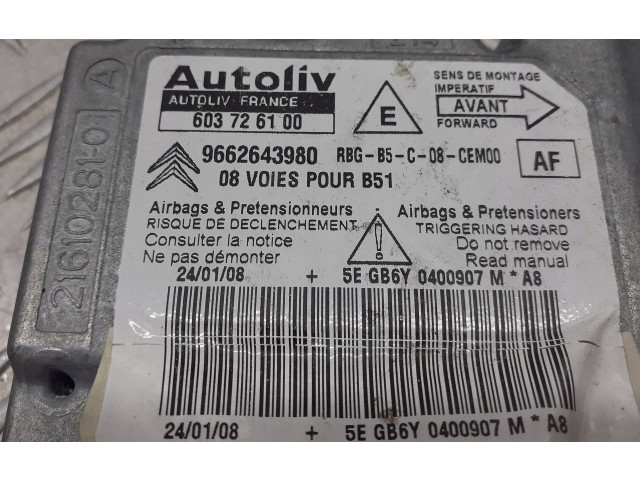 Autoliv
AUTOLIV FRANCE
603 72 61 00
E
SENS DE MONTAGE
IMPERATIF
AVANT
FORWARD
9662643980 RBG-B5-C-08-CEM00 AF
08 VOIES POUR B51
Airbags & Pretensionneurs
RISQUE DE DECLENCHEMENT
Consulter la notice
Ne pas démonter
Airbags & Pretensioners
TRIGGERING HASARD
Do not remove
Read manual
24/01/08 + 5E GB6Y 0400907 M * A8
24/01/08 + 5E GB6Y 0400907 M * A8
21610281-01
A